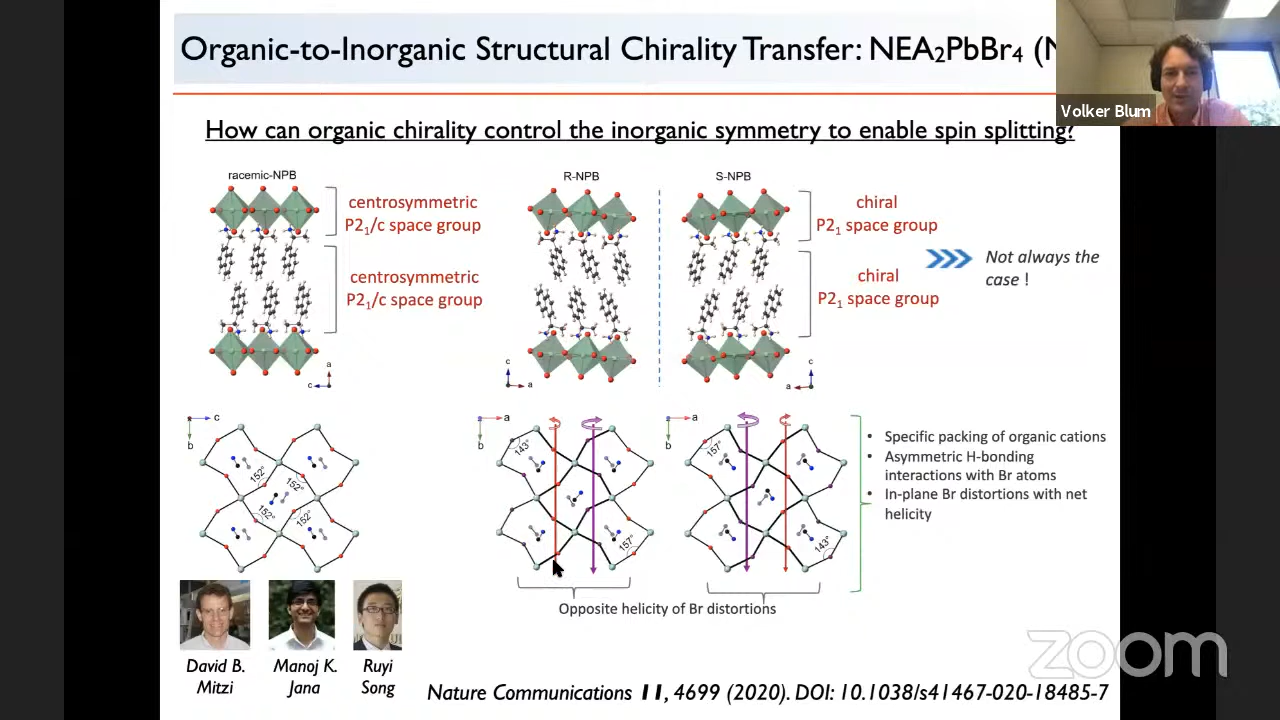 Organic-to-Inorganic Structural Chirality Transfer: NEA2PbBr4 (N
Volker Blum
How can organic chirality control the inorganic symmetry to enable spin splitting?
racemic-NPB
R-NPB
S-NPB
centrosymmetric
P21/c space group
chiral
P21 space group
Not always the
case !
centrosymmetric
P21/c space group
chiral
P21 space group
a
c
c
a
c
a
c
b
152°
152°
152°
152°
a
b
143°
157°
a
b
157°
143°
• Specific packing of organic cations
• Asymmetric H-bonding
interactions with Br atoms
• In-plane Br distortions with net
helicity
Opposite helicity of Br distortions
David B.
Mitzi
Manoj K.
Jana
Ruyi
Song
zoom
Nature Communications 11, 4699 (2020). DOI: 10.1038/s41467-020-18485-7